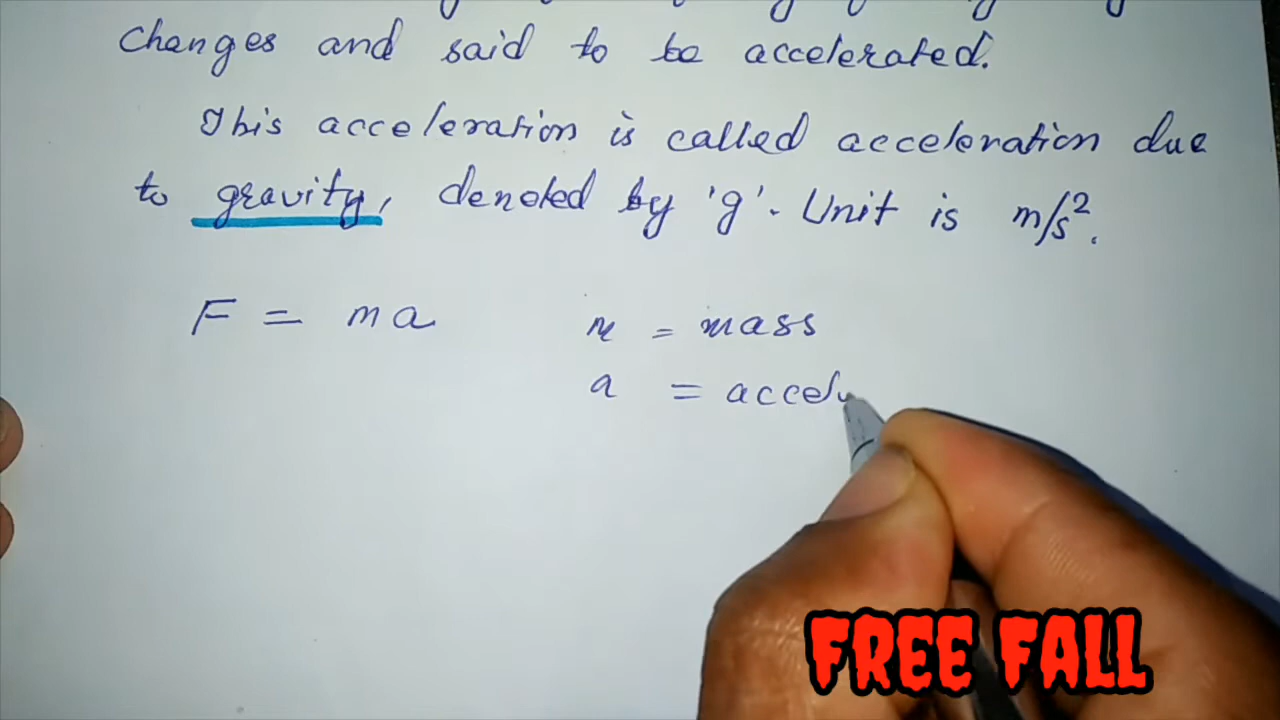 changes and said to be accelerated.
This acceleration is called acceleration due
to gravity, denoted by 'g'. Unit is m/s².
F = ma
m = mass
a = accel
FREE FALL